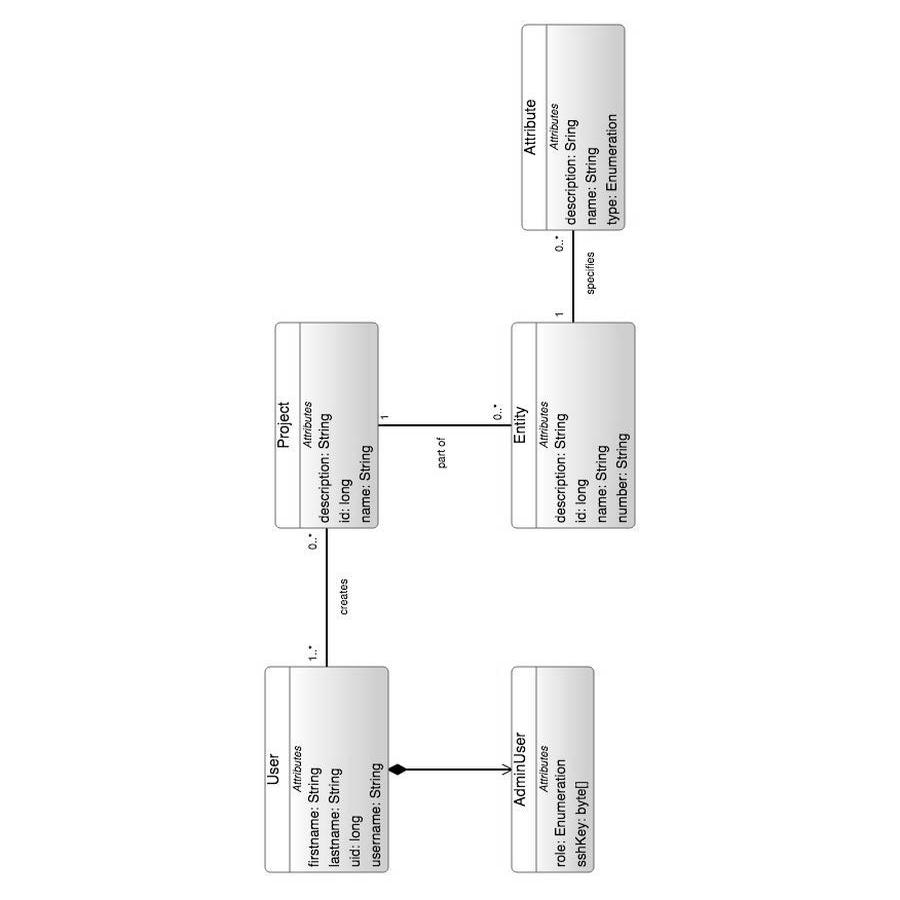 User
Attributes
firstname: String
lastname: String
uid: long
username: String
1..*
creates
0..*
Project
Attributes
description: String
id: long
name: String
1
part of
0..*
AdminUser
Attributes
role: Enumeration
sshKey: byte[]
Entity
Attributes
description: String
id: long
name: String
number: String
1
specifies
0..*
Attribute
Attributes
description: Sring
name: String
type: Enumeration